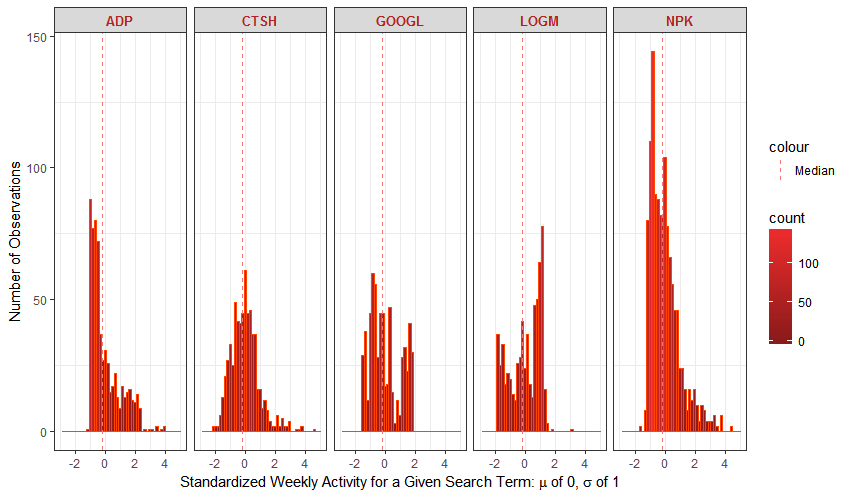 ADP CTSH GOOGL LOGM NPK
150
100
50
0
-2 0 2 4 -2 0 2 4 -2 0 2 4 -2 0 2 4 -2 0 2 4
Number of Observations
Standardized Weekly Activity for a Given Search Term: μ of 0, σ of 1
colour
Median
count
100
50
0